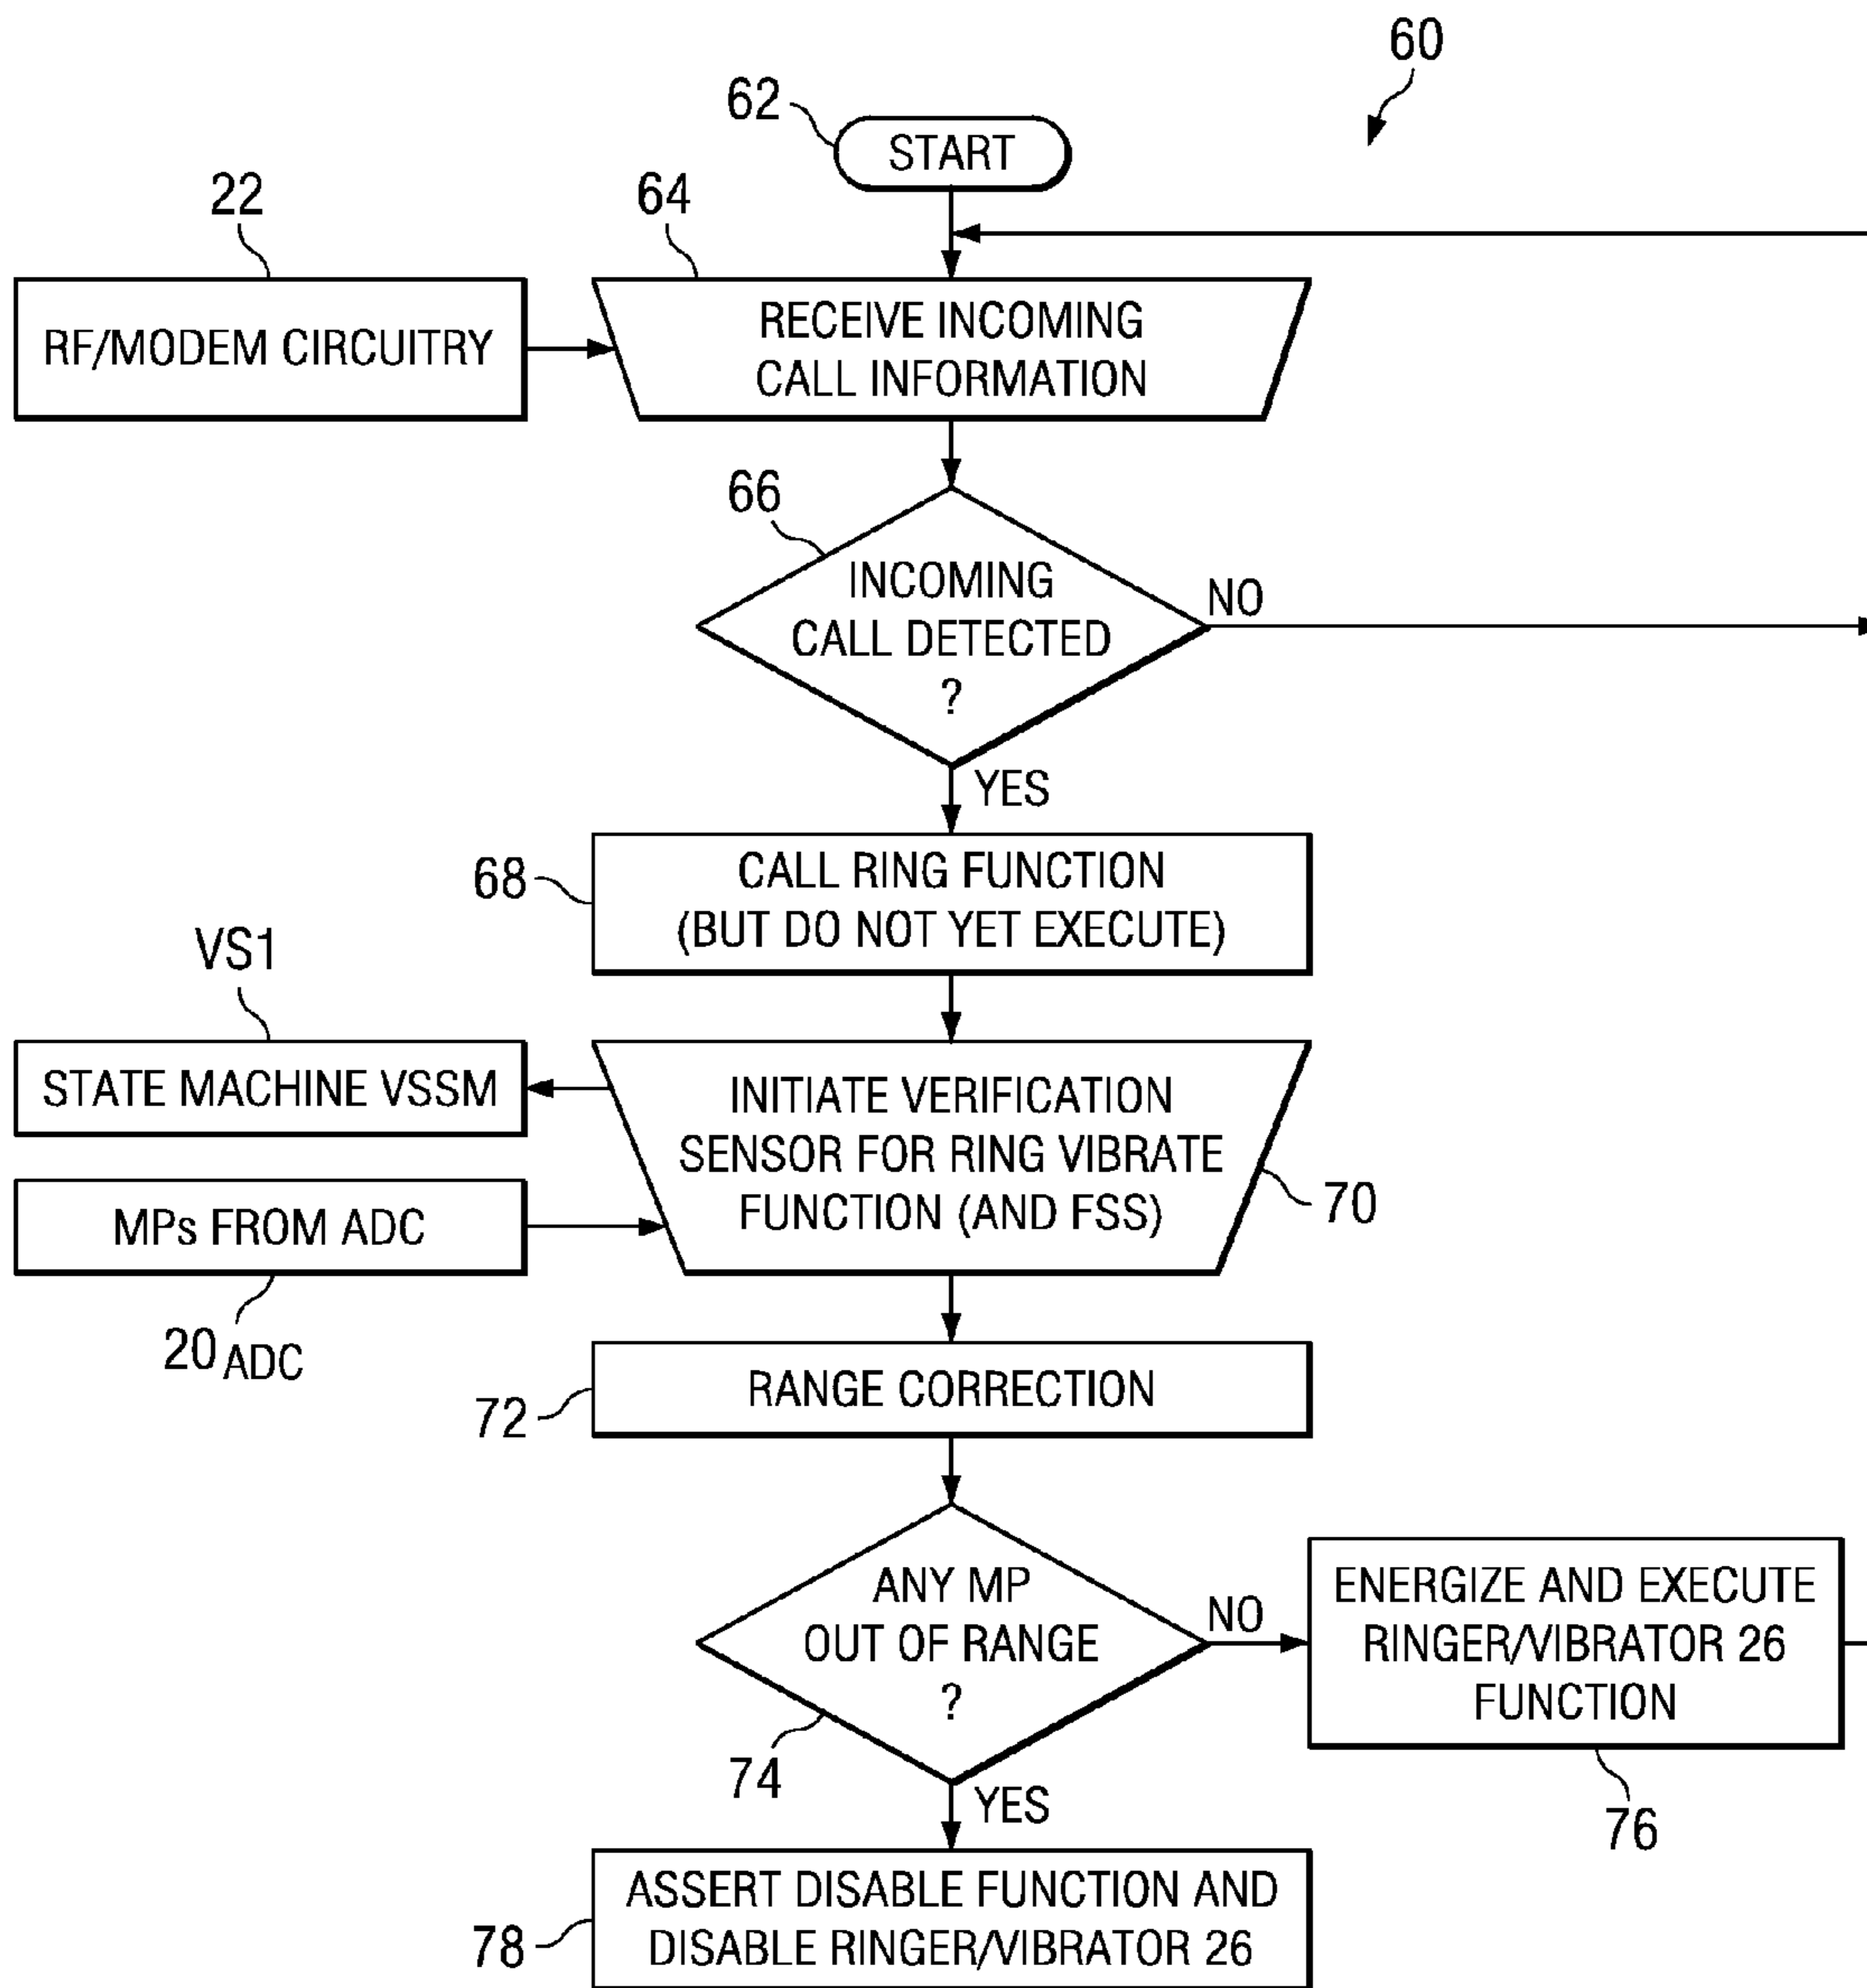 60
62
START
22
64
RF/MODEM CIRCUITRY
RECEIVE INCOMING
CALL INFORMATION
66
INCOMING
CALL DETECTED
?
NO
YES
68
CALL RING FUNCTION
(BUT DO NOT YET EXECUTE)
VS1
STATE MACHINE VSSM
INITIATE VERIFICATION
SENSOR FOR RING VIBRATE
FUNCTION (AND FSS)
70
MPs FROM ADC
20 ADC
72
RANGE CORRECTION
ANY MP
OUT OF RANGE
?
NO
74
YES
ENERGIZE AND EXECUTE
RINGER/VIBRATOR 26
FUNCTION
76
78
ASSERT DISABLE FUNCTION AND
DISABLE RINGER/VIBRATOR 26